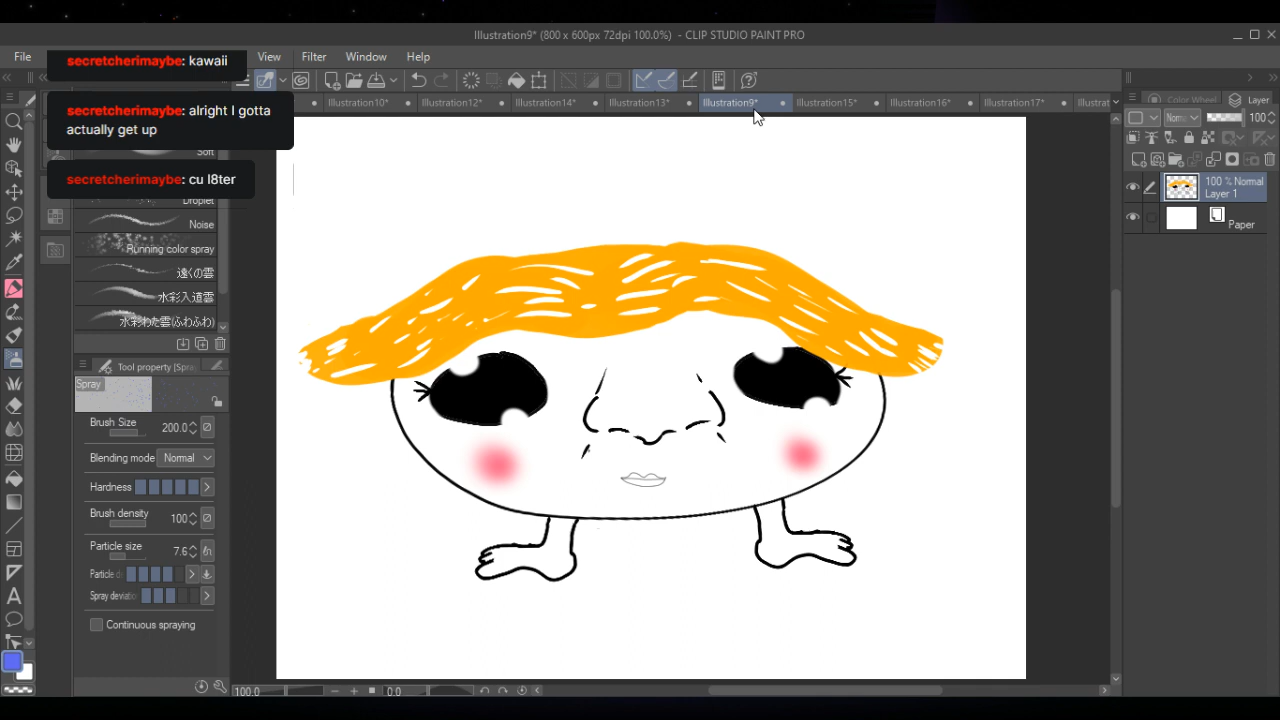 Illustration9* (800 x 600px 72dpi 100.0%) - CLIP STUDIO PAINT PRO
File
View
Filter
Window
Help
secretcherimaybe: kawaii
secretcherimaybe: alright I gotta
actually get up
secretcherimaybe: cu l8ter
Illustration10*
Illustration12*
Illustration14*
Illustration13*
Illustration9*
Illustration15*
Illustration16*
Illustration17*
Illustrat
Color Wheel
Layer
Normal
100
100 % Normal
Layer 1
Paper
Soft
Droplet
Noise
Running color spray
遠くの雲
水彩入道雲
水彩わた雲(ふわふわ)
Tool property [Spra
Spray
Brush Size
200.0
Blending mode
Normal
Hardness
Brush density
100
Particle size
7.6
Particle d
Spray deviatio
Continuous spraying
100.0
0.0